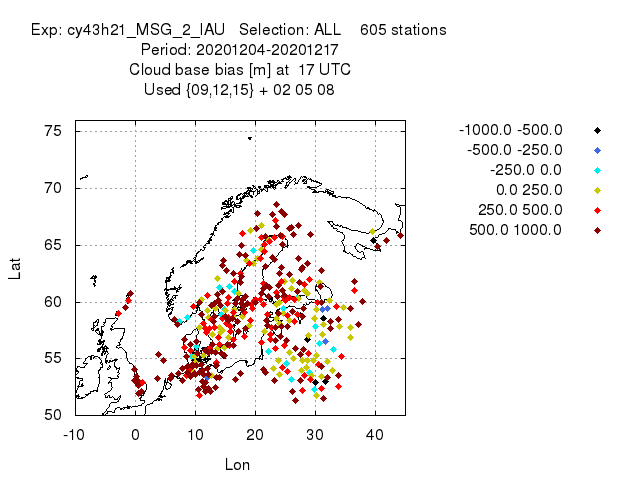 Exp: cy43h21_MSG_2_IAU   Selection: ALL    605 stations
Period: 20201204-20201217
Cloud base bias [m] at  17 UTC
Used {09,12,15} + 02 05 08
-1000.0 -500.0
-500.0 -250.0
-250.0 0.0
0.0 250.0
250.0 500.0
500.0 1000.0
75
70
65
60
55
50
Lat
-10 0 10 20 30 40
Lon